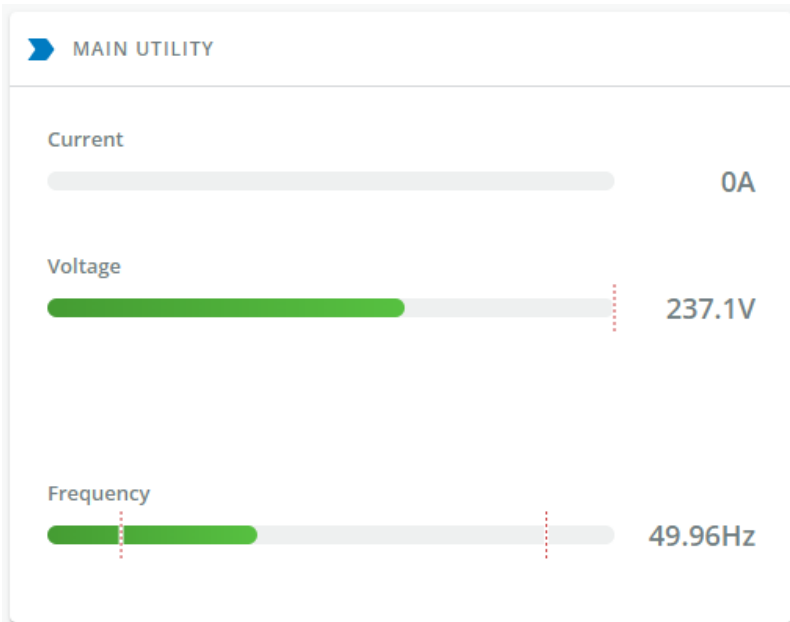 MAIN UTILITY
Current
0A
Voltage
237.1V
Frequency
49.96Hz